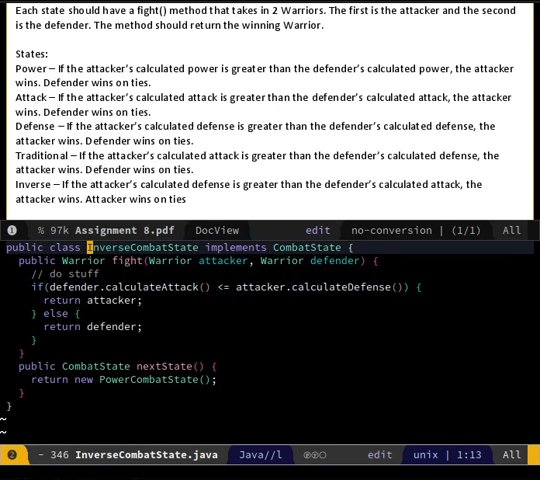 Each state should have a fight() method that takes in 2 Warriors. The first is the attacker and the second
is the defender. The method should return the winning Warrior.
States:
Power – If the attacker's calculated power is greater than the defender's calculated power, the attacker
wins. Defender wins on ties.
Attack – If the attacker's calculated attack is greater than the defender's calculated attack, the attacker
wins. Defender wins on ties.
Defense – If the attacker's calculated defense is greater than the defender's calculated defense, the
attacker wins. Defender wins on ties.
Traditional – If the attacker's calculated attack is greater than the defender's calculated defense, the
attacker wins. Defender wins on ties.
Inverse – If the attacker's calculated defense is greater than the defender's calculated attack, the
attacker wins. Attacker wins on ties
❶ % 97k Assignment 8.pdf DocView edit no-conversion | (1/1) All
public class InverseCombatState implements CombatState {
public Warrior fight(Warrior attacker, Warrior defender) {
// do stuff
if(defender.calculateAttack() <= attacker.calculateDefense()) {
return attacker;
} else {
return defender;
}
}
public CombatState nextState() {
return new PowerCombatState();
}
}
~
~
❷ - 346 InverseCombatState.java Java//l edit unix | 1:13 All